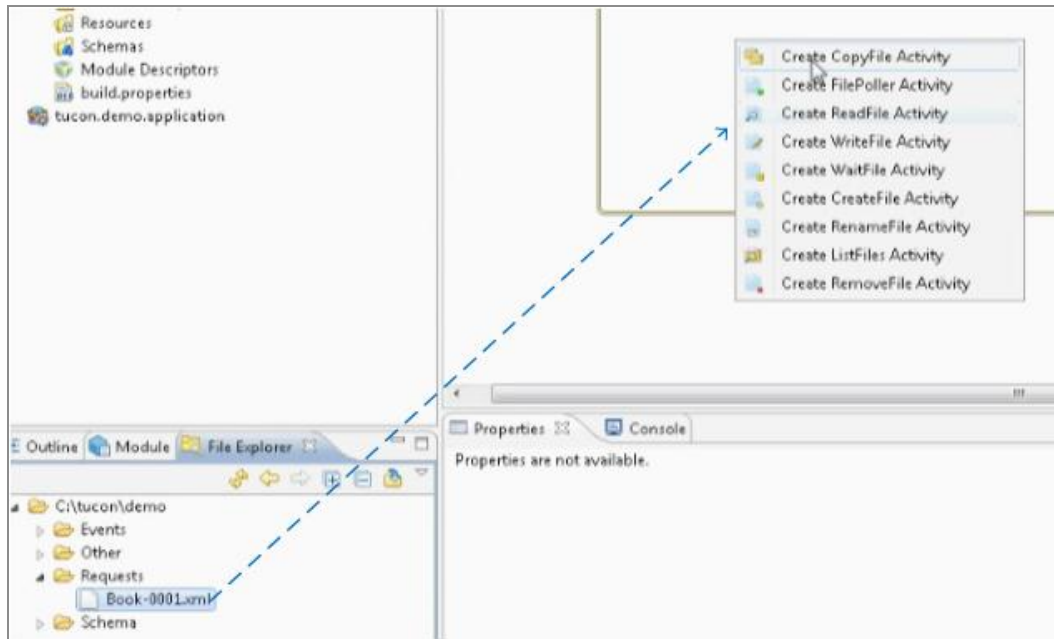 Resources
Schemas
Module Descriptors
build.properties
tucon.demo.application
Create CopyFile Activity
Create FilePoller Activity
Create ReadFile Activity
Create WriteFile Activity
Create WaitFile Activity
Create CreateFile Activity
Create RenameFile Activity
Create ListFiles Activity
Create RemoveFile Activity
Outline Module File Explorer
C:\tucon\demo
Events
Other
Requests
Book-0001.xml
Schema
Properties Console
Properties are not available.